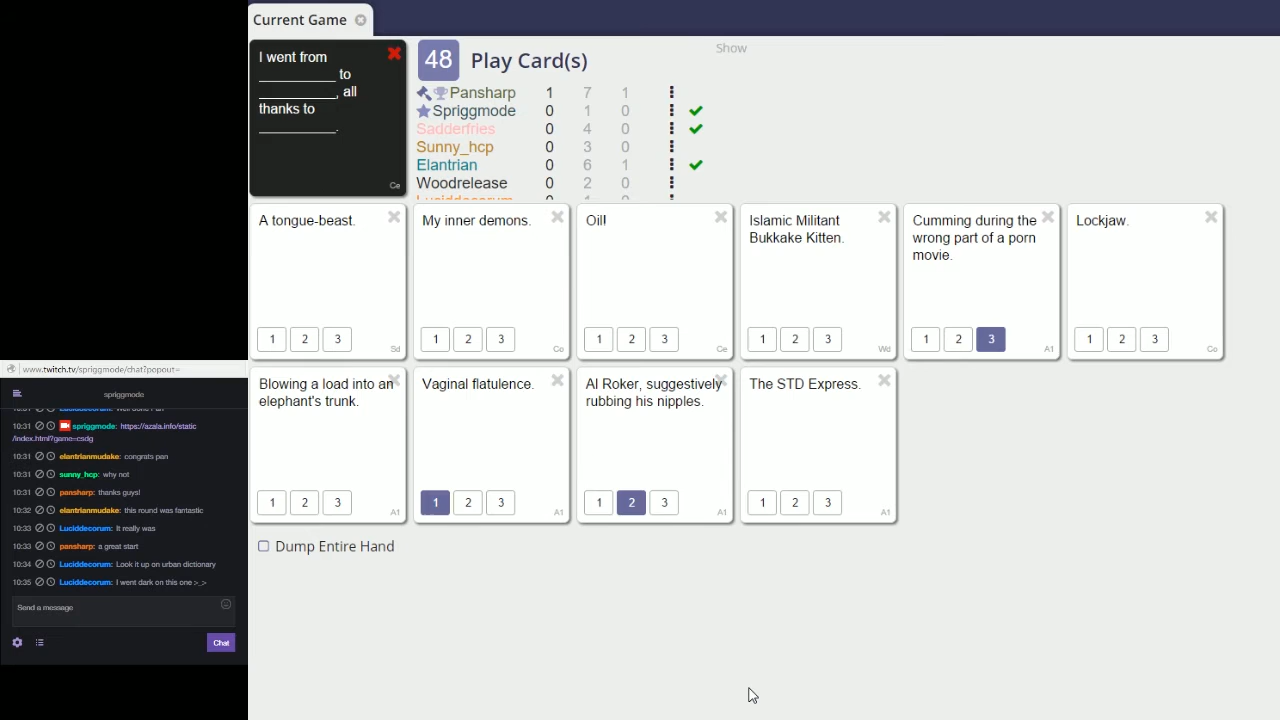 Current Game
I went from
____________ to
____________, all
thanks to
____________.
Ce
48 Play Card(s)
Show
Pansharp 1 7 1
Spriggmode 0 1 0
Sadderfries 0 4 0
Sunny_hcp 0 3 0
Elantrian 0 6 1
Woodrelease 0 2 0
A tongue-beast.
1 2 3
Sd
My inner demons.
1 2 3
Co
Oil!
1 2 3
Ce
Islamic Militant
Bukkake Kitten.
1 2 3
Wd
Cumming during the
wrong part of a porn
movie.
1 2 3
A1
Lockjaw.
1 2 3
Co
Blowing a load into an
elephant's trunk.
1 2 3
A1
Vaginal flatulence.
1 2 3
A1
Al Roker, suggestively
rubbing his nipples.
1 2 3
A1
The STD Express.
1 2 3
A1
Dump Entire Hand
www.twitch.tv/spriggmode/chat?popout=
spriggmode
10:31 spriggmode: https://azala.info/static
/index.html?game=csdg
10:31 elantrianmudake: congrats pan
10:31 sunny_hcp: why not
10:31 pansharp: thanks guys!
10:32 elantrianmudake: this round was fantastic
10:33 Luciddecorum: It really was
10:33 pansharp: a great start
10:34 Luciddecorum: Look it up on urban dictionary
10:35 Luciddecorum: I went dark on this one >_>
Send a message
Chat